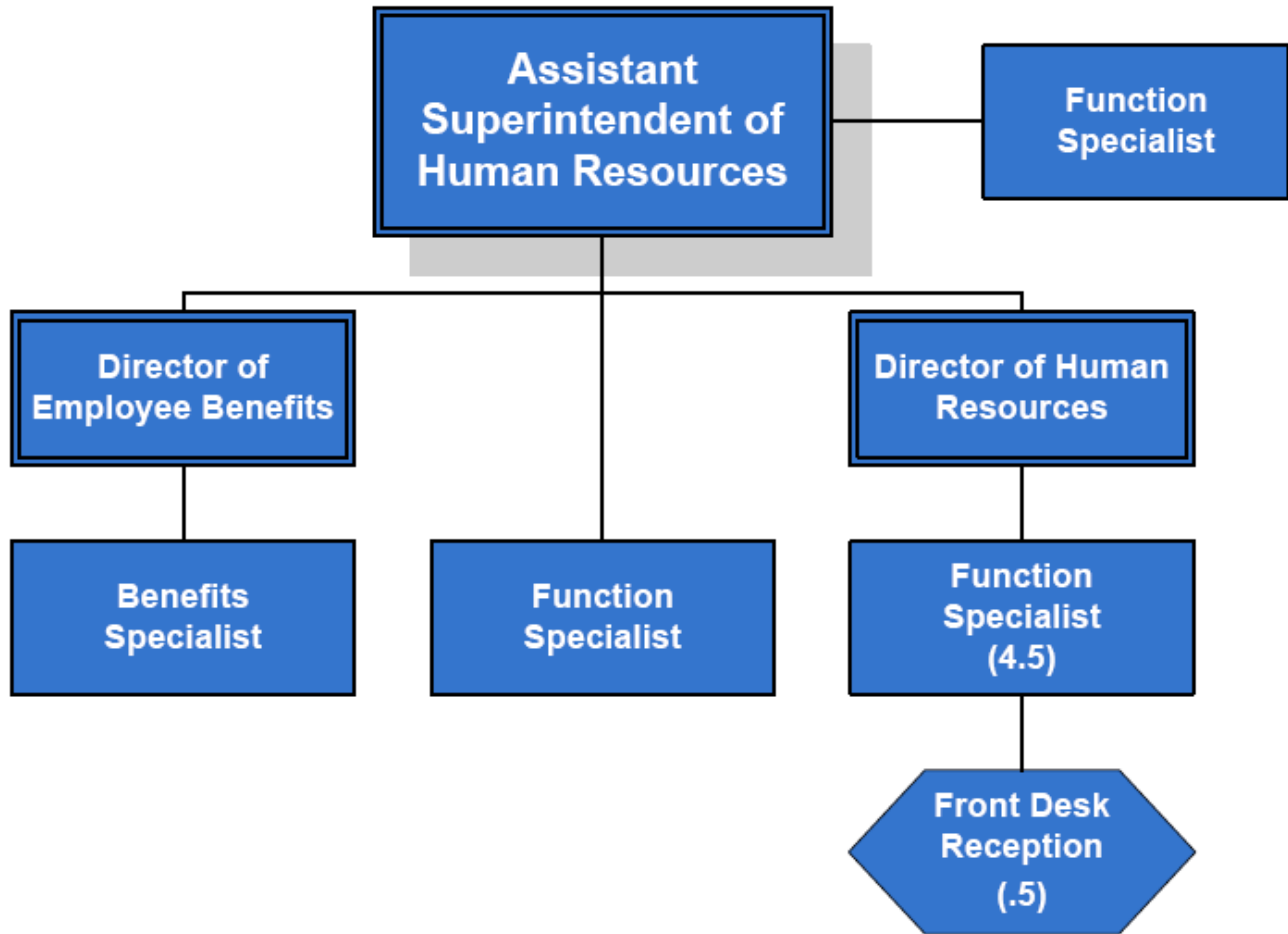 Assistant
Superintendent of
Human Resources
Function
Specialist
Director of
Employee Benefits
Director of Human
Resources
Benefits
Specialist
Function
Specialist
Function
Specialist
(4.5)
Front Desk
Reception
(.5)